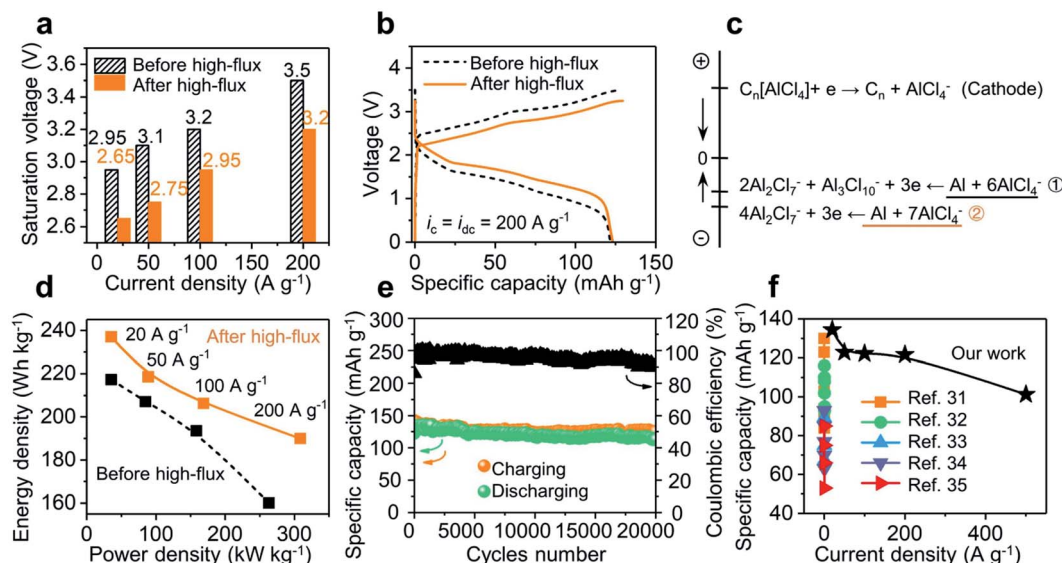 a
Saturation voltage (V)
3.6
3.4
3.2
3.0
2.8
2.6
Before high-flux
After high-flux
2.95
2.65
3.1
2.75
3.2
2.95
3.5
3.2
0 50 100 150 200
Current density (A g⁻¹)
b
Voltage (V)
4
2
0
Before high-flux
After high-flux
i_c = i_dc = 200 A g⁻¹
0 50 100 150
Specific capacity (mAh g⁻¹)
c
+
Cₙ[AlCl₄]+ e → Cₙ + AlCl₄⁻ (Cathode)
0
2Al₂Cl₇⁻ + Al₃Cl₁₀⁻ + 3e ← Al + 6AlCl₄⁻ ①
4Al₂Cl₇⁻ + 3e ← Al + 7AlCl₄⁻ ②
-
d
Energy density (Wh kg⁻¹)
240
220
200
180
160
20 A g⁻¹
After high-flux
50 A g⁻¹
100 A g⁻¹
200 A g⁻¹
Before high-flux
0 100 200 300
Power density (kW kg⁻¹)
e
Specific capacity (mAh g⁻¹)
300
250
200
150
100
50
0
Charging
Discharging
120
100
80
60
40
20
0
Coulombic efficiency (%)
0 5000 10000 15000 20000
Cycles number
f
Specific capacity (mAh g⁻¹)
140
120
100
80
60
40
Our work
Ref. 31
Ref. 32
Ref. 33
Ref. 34
Ref. 35
0 200 400
Current density (A g⁻¹)